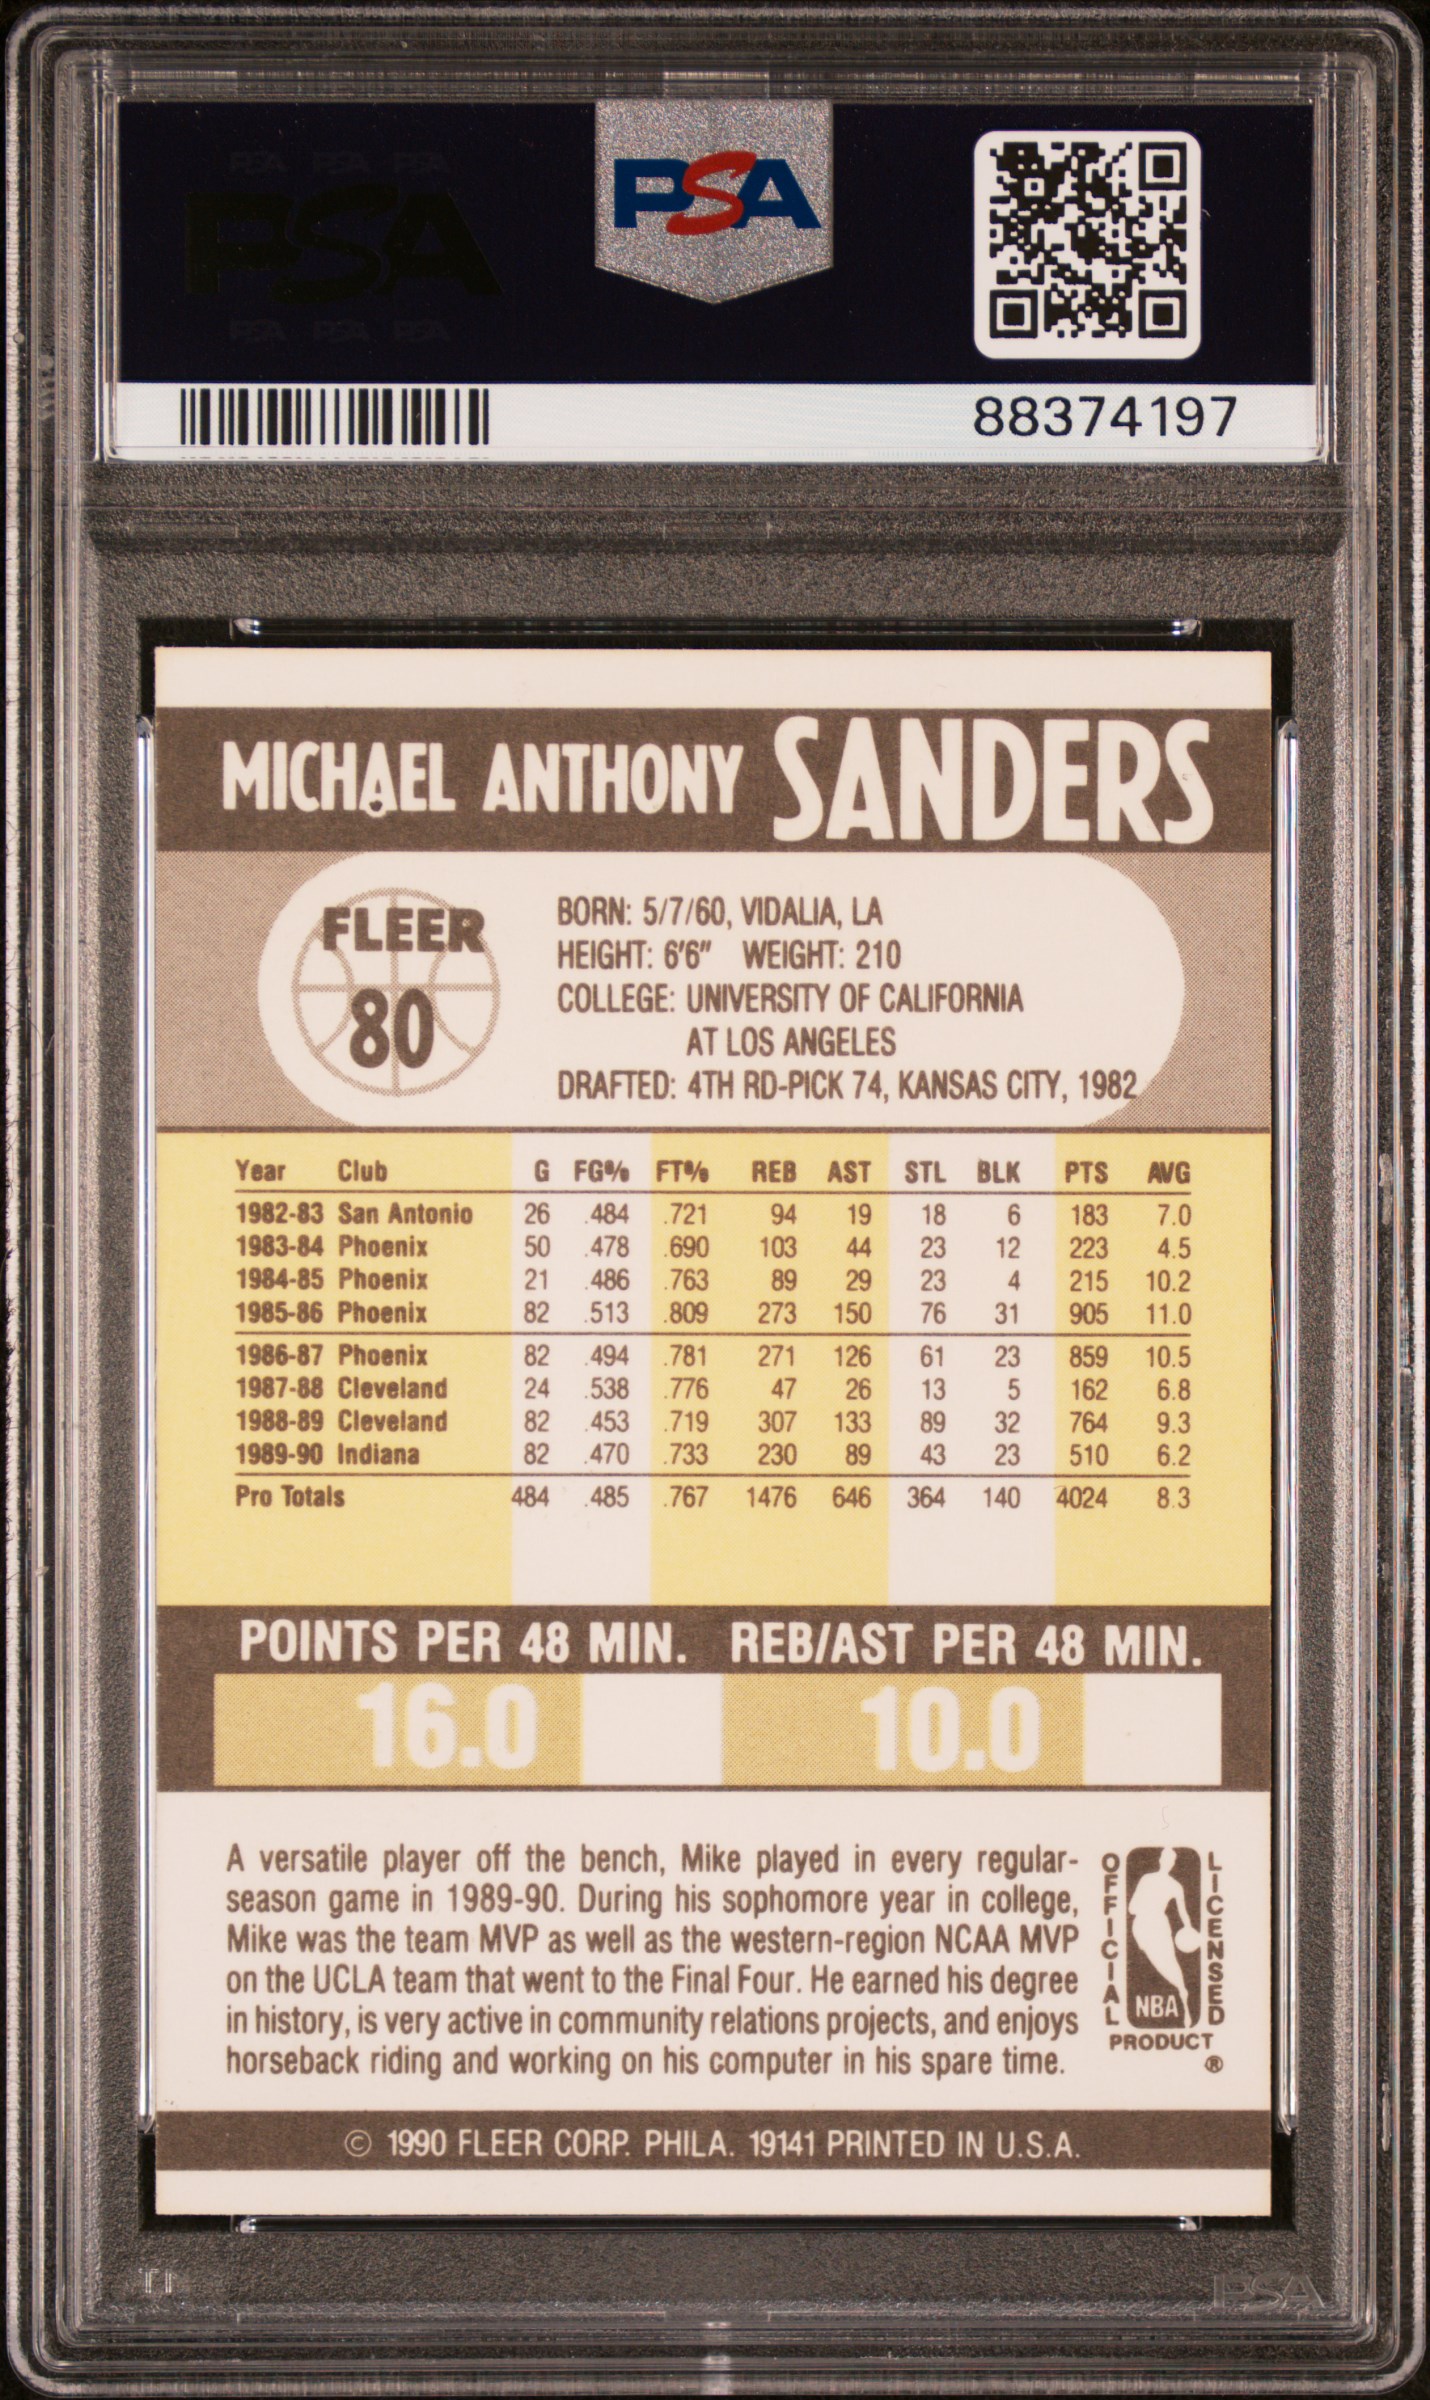 PSA PSA PSA
PSA
PSA PSA PSA
PSA
88374197
MICHAEL ANTHONY SANDERS
FLEER
80
BORN: 5/7/60, VIDALIA, LA
HEIGHT: 6'6" WEIGHT: 210
COLLEGE: UNIVERSITY OF CALIFORNIA
AT LOS ANGELES
DRAFTED: 4TH RD-PICK 74, KANSAS CITY, 1982
Year Club G FG% FT% REB AST STL BLK PTS AVG
1982-83 San Antonio 26 .484 .721 94 19 18 6 183 7.0
1983-84 Phoenix 50 .478 .690 103 44 23 12 223 4.5
1984-85 Phoenix 21 .486 .763 89 29 23 4 215 10.2
1985-86 Phoenix 82 .513 .809 273 150 76 31 905 11.0
1986-87 Phoenix 82 .494 .781 271 126 61 23 859 10.5
1987-88 Cleveland 24 .538 .776 47 26 13 5 162 6.8
1988-89 Cleveland 82 .453 .719 307 133 89 32 764 9.3
1989-90 Indiana 82 .470 .733 230 89 43 23 510 6.2
Pro Totals 484 .485 .767 1476 646 364 140 4024 8.3
POINTS PER 48 MIN. REB/AST PER 48 MIN.
16.0 10.0
A versatile player off the bench, Mike played in every regular-
season game in 1989-90. During his sophomore year in college,
Mike was the team MVP as well as the western-region NCAA MVP
on the UCLA team that went to the Final Four. He earned his degree
in history, is very active in community relations projects, and enjoys
horseback riding and working on his computer in his spare time.
OFFICIAL
NBA
LICENSED
PRODUCT
®
© 1990 FLEER CORP. PHILA. 19141 PRINTED IN U.S.A.
PSA